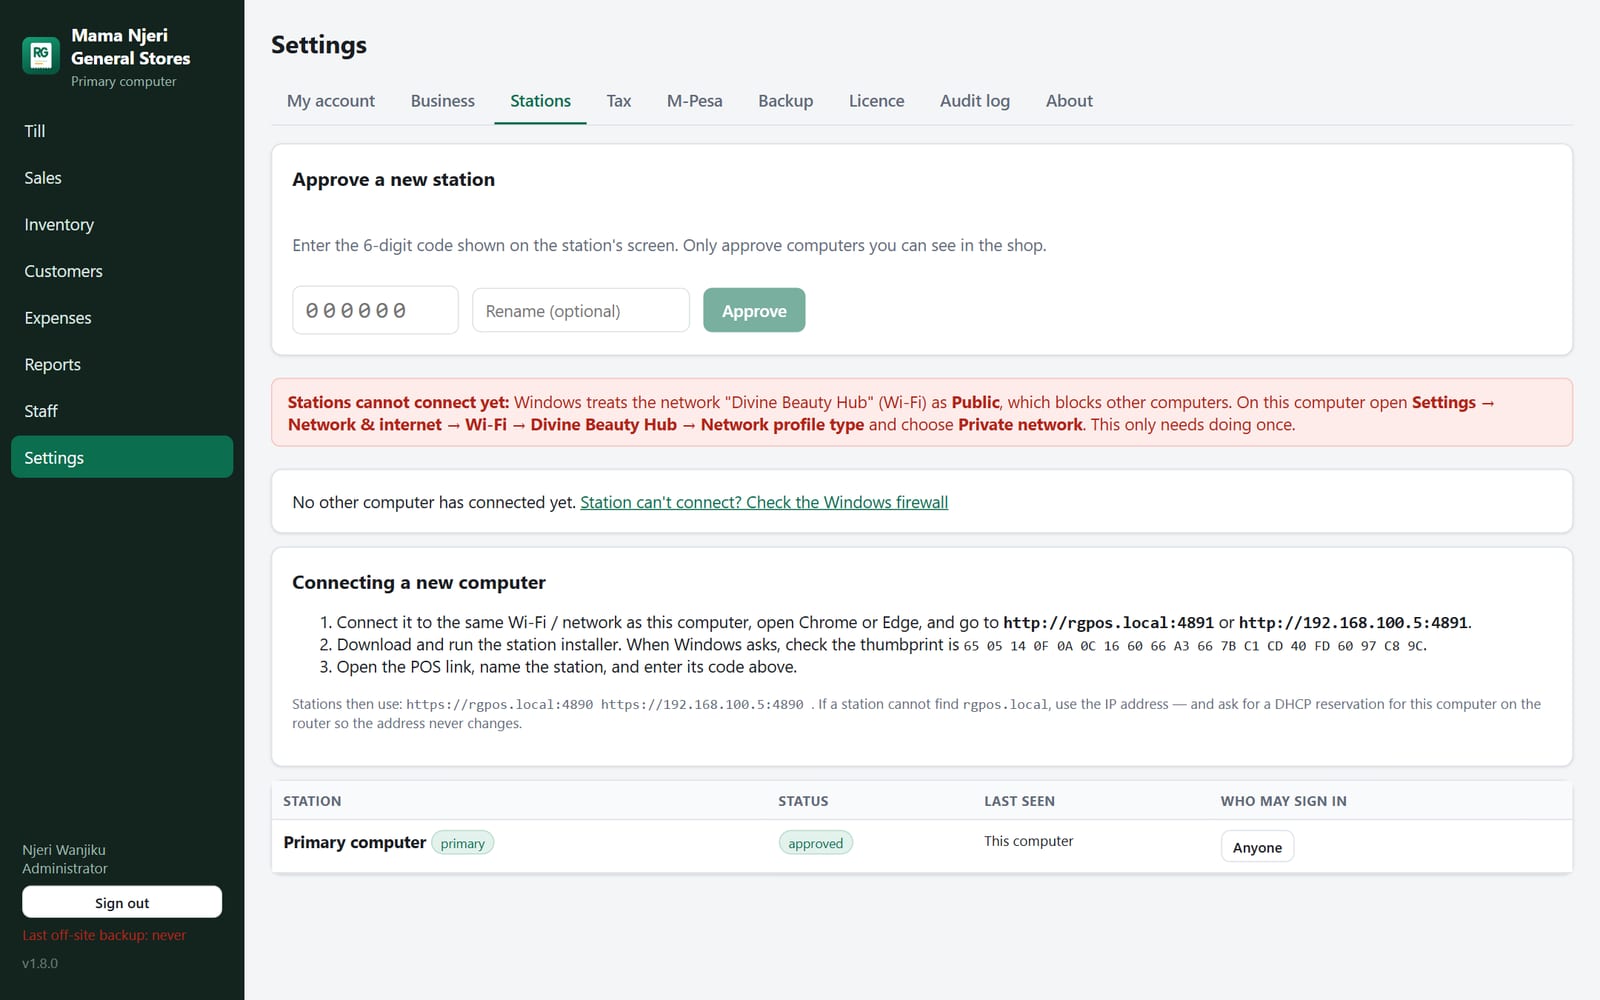 RG
Mama Njeri
General Stores
Primary computer
Till
Sales
Inventory
Customers
Expenses
Reports
Staff
Settings
Njeri Wanjiku
Administrator
Sign out
Last off-site backup: never
v1.8.0
Settings
My account Business Stations Tax M-Pesa Backup Licence Audit log About
Approve a new station
Enter the 6-digit code shown on the station's screen. Only approve computers you can see in the shop.
000000 Rename (optional) Approve
Stations cannot connect yet: Windows treats the network "Divine Beauty Hub" (Wi-Fi) as Public, which blocks other computers. On this computer open Settings →
Network & internet → Wi-Fi → Divine Beauty Hub → Network profile type and choose Private network. This only needs doing once.
No other computer has connected yet. Station can't connect? Check the Windows firewall
Connecting a new computer
1. Connect it to the same Wi-Fi / network as this computer, open Chrome or Edge, and go to http://rgpos.local:4891 or http://192.168.100.5:4891.
2. Download and run the station installer. When Windows asks, check the thumbprint is 65 05 14 0F 0A 0C 16 60 66 A3 66 7B C1 CD 40 FD 60 97 C8 9C.
3. Open the POS link, name the station, and enter its code above.
Stations then use: https://rgpos.local:4890 https://192.168.100.5:4890 . If a station cannot find rgpos.local, use the IP address — and ask for a DHCP reservation for this computer on the
router so the address never changes.
STATION STATUS LAST SEEN WHO MAY SIGN IN
Primary computer primary approved This computer Anyone